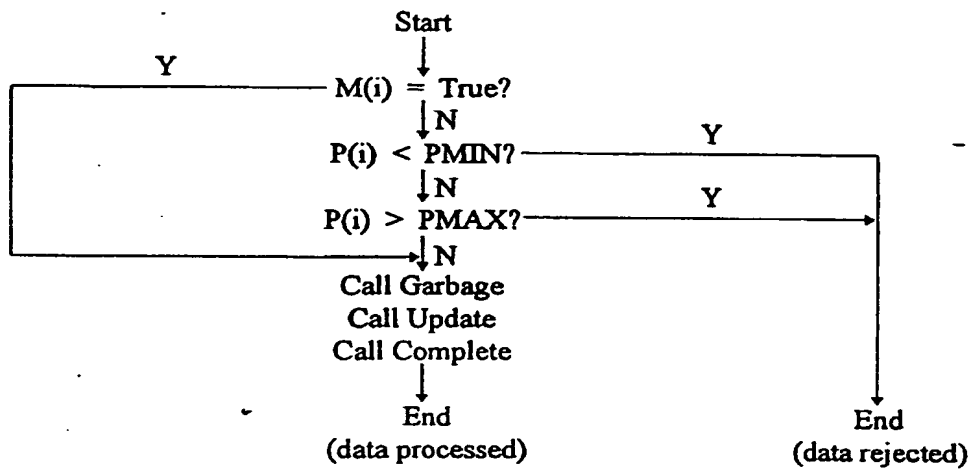 Start
Y
M(i) = True?
N
Y
P(i) < PMIN?
N
Y
P(i) > PMAX?
N
Call Garbage
Call Update
Call Complete
End
(data processed)
End
(data rejected)